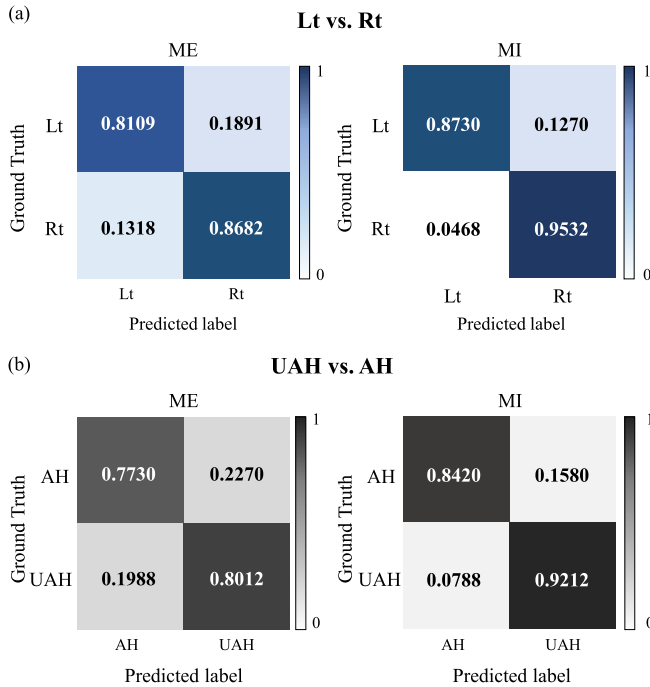 (a)
Lt vs. Rt
ME
MI
Ground Truth
Lt
0.8109
0.1891
1
Rt
0.1318
0.8682
0
Lt
Rt
Predicted label
Ground Truth
Lt
0.8730
0.1270
1
Rt
0.0468
0.9532
0
Lt
Rt
Predicted label
(b)
UAH vs. AH
ME
MI
Ground Truth
AH
0.7730
0.2270
1
UAH
0.1988
0.8012
0
AH
UAH
Predicted label
Ground Truth
AH
0.8420
0.1580
1
UAH
0.0788
0.9212
0
AH
UAH
Predicted label